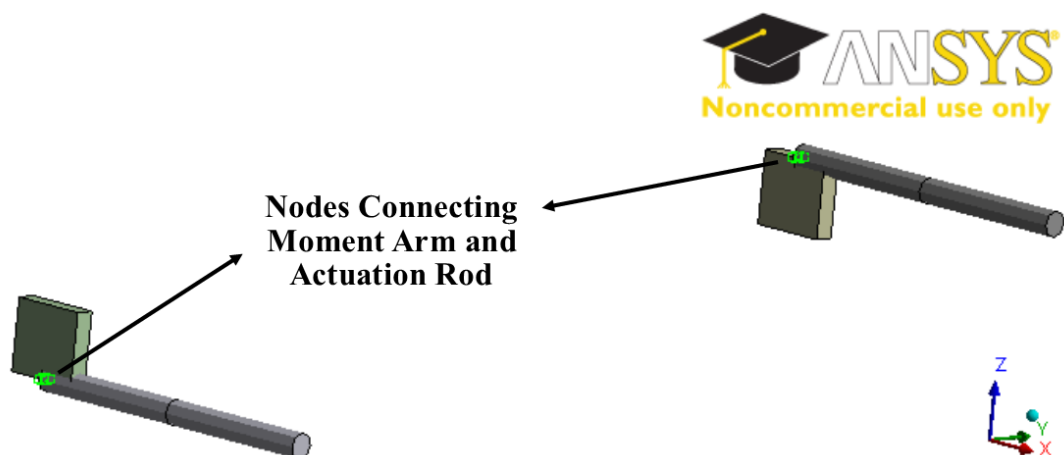 ANSYS®
Noncommercial use only
Nodes Connecting
Moment Arm and
Actuation Rod
Z
Y
X